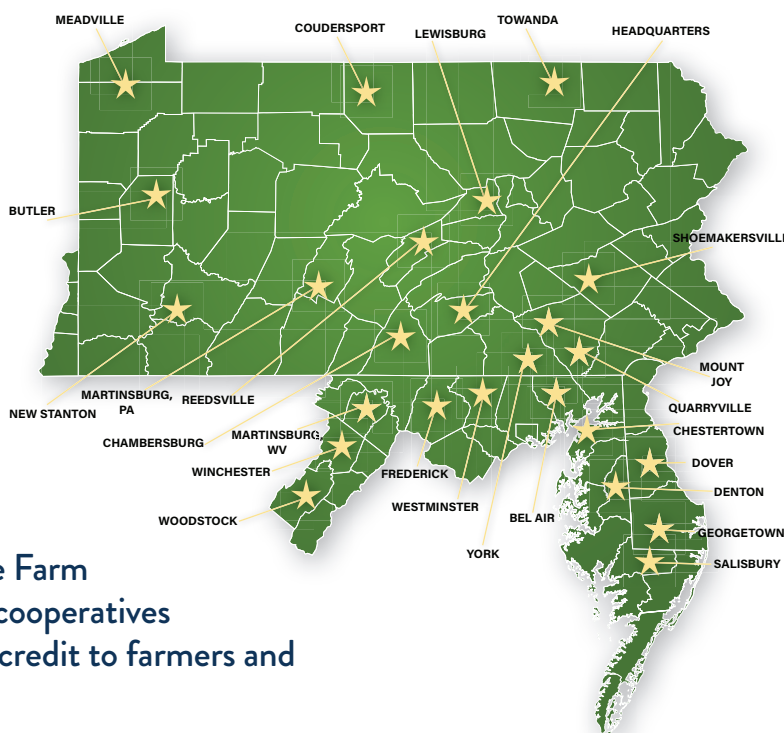 MEADVILLE
COUDERSPORT
LEWISBURG
TOWANDA
HEADQUARTERS
BUTLER
SHOEMAKERSVILLE
NEW STANTON
MARTINSBURG,
PA
REEDSVILLE
CHAMBERSBURG
MARTINSBURG,
WV
WINCHESTER
WOODSTOCK
FREDERICK
WESTMINSTER
YORK
BEL AIR
MOUNT
JOY
QUARRYVILLE
CHESTERTOWN
DOVER
DENTON
GEORGETOWN
SALISBURY
e Farm
cooperatives
credit to farmers and